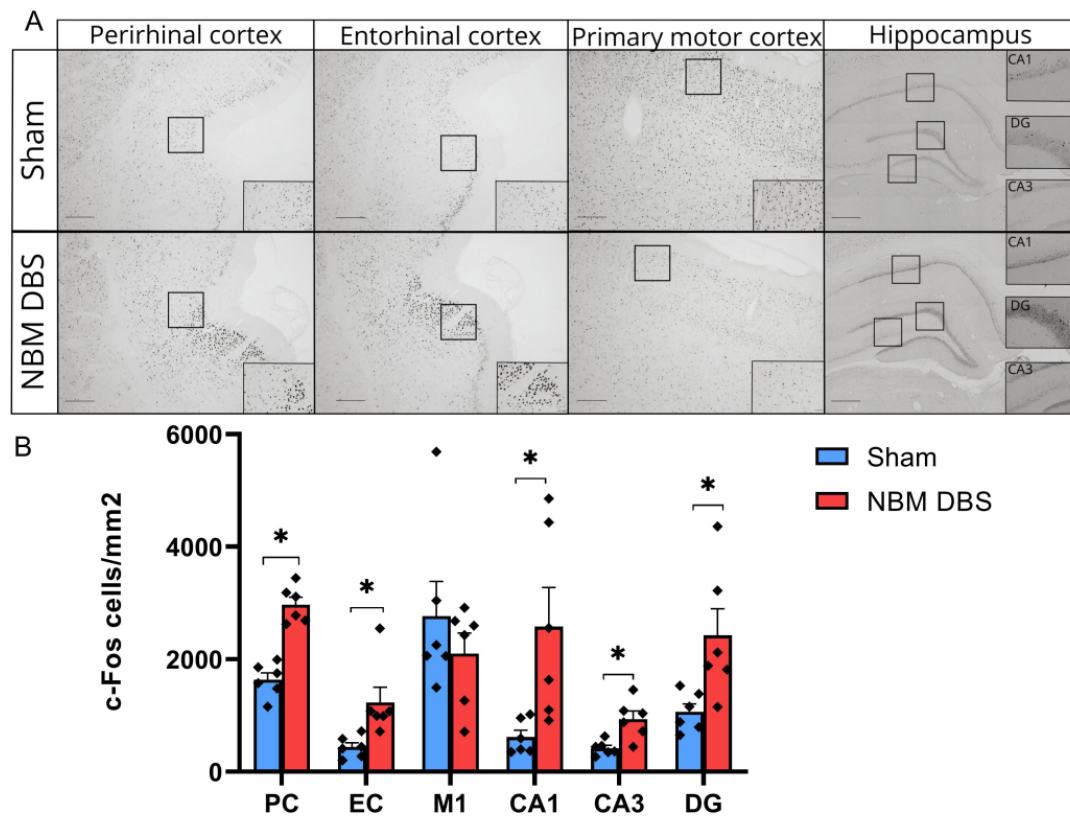 A
Perirhinal cortex Entorhinal cortex Primary motor cortex Hippocampus
Sham
CA1
DG
CA3
NBM DBS
CA1
DG
CA3
B
c-Fos cells/mm2
6000
4000
2000
0
* * * * *
Sham
NBM DBS
PC EC M1 CA1 CA3 DG